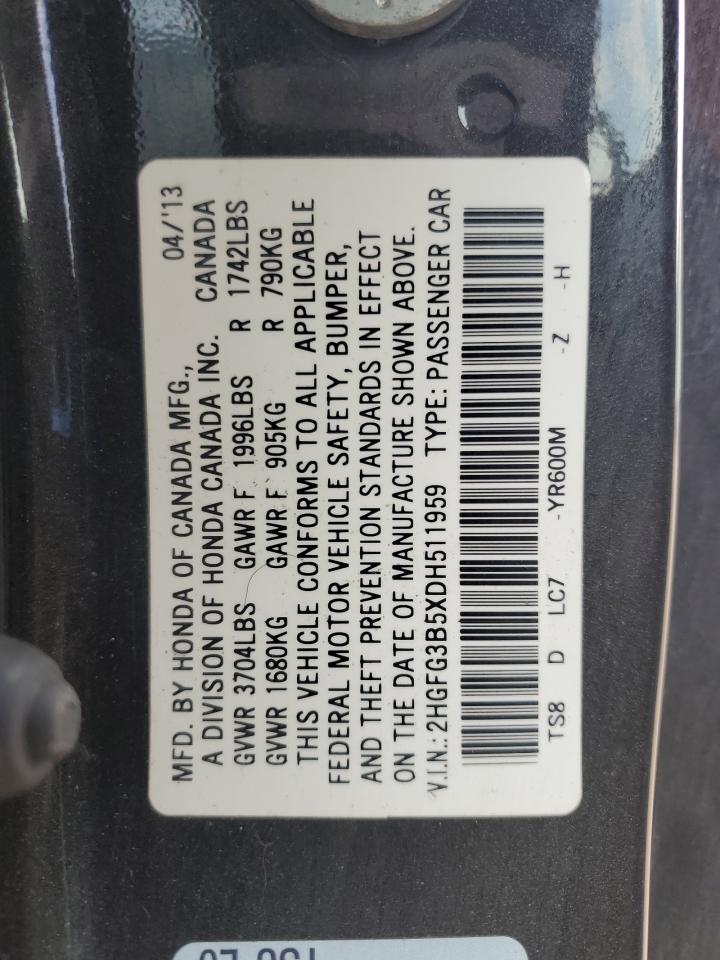 MFD. BY HONDA OF CANADA MFG., 04/'13
A DIVISION OF HONDA CANADA INC. CANADA
GVWR 3704LBS GAWR F 1996LBS R 1742LBS
GVWR 1680KG GAWR F 905KG R 790KG
THIS VEHICLE CONFORMS TO ALL APPLICABLE
FEDERAL MOTOR VEHICLE SAFETY, BUMPER,
AND THEFT PREVENTION STANDARDS IN EFFECT
ON THE DATE OF MANUFACTURE SHOWN ABOVE.
V.I.N.: 2HGFG3B5XDH511959 TYPE: PASSENGER CAR
TS8 D LC7 -YR600M -Z -H